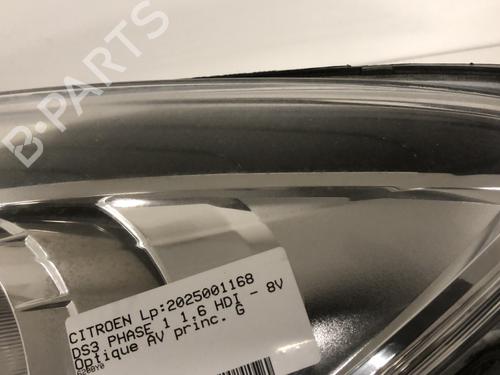 B-PARTS
CITROEN Lp:2025001168
DS3 PHASE 1 1.6 HDI - 8V
Optique AV princ. G